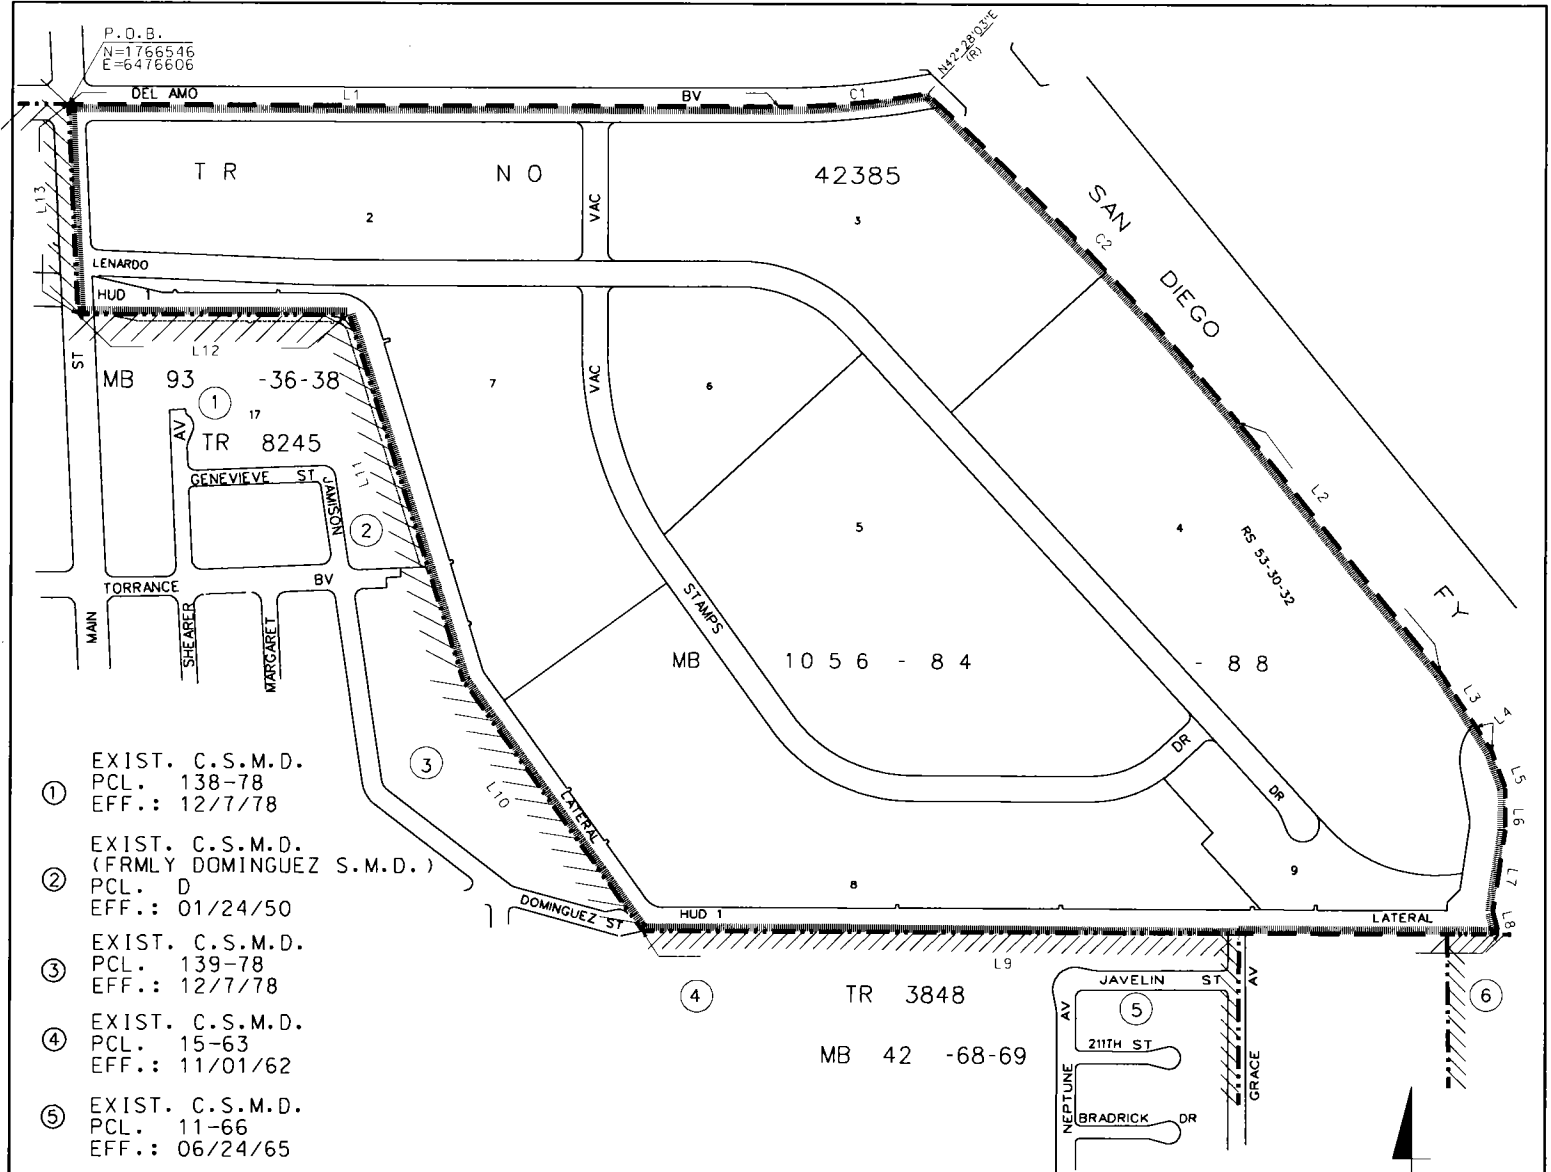 P.O.B.
N=1766546
E=6476606
N42°28'03"E
(R)
DEL AMO
L1
BV
C1
TR NO 42385
L13
2
VAC
3
SAN
C2
DIEGO
LENARDO
HUD 1
ST
L12
MB 93 -36-38
1
17
AV
TR 8245
GENEVIEVE ST
JAMISON
L11
2
7
VAC
6
L2
5
4
RS 53-30-32
FY
TORRANCE BV
MAIN
SHEARER
MARGARET
STAMPS
MB 1056-84 -88
L3
L4
L5
L6
L7
L8
DR
DR
3
L10
LATERAL
8
9
DOMINGUEZ ST
HUD 1
LATERAL
L9
4
TR 3848
MB 42 -68-69
JAVELIN ST
5
AV
AV
6
211TH ST
NEPTUNE
GRACE
BRADRICK DR
1
EXIST. C.S.M.D.
PCL. 138-78
EFF.: 12/7/78
2
EXIST. C.S.M.D.
(FRMLY DOMINGUEZ S.M.D.)
PCL. D
EFF.: 01/24/50
3
EXIST. C.S.M.D.
PCL. 139-78
EFF.: 12/7/78
4
EXIST. C.S.M.D.
PCL. 15-63
EFF.: 11/01/62
5
EXIST. C.S.M.D.
PCL. 11-66
EFF.: 06/24/65